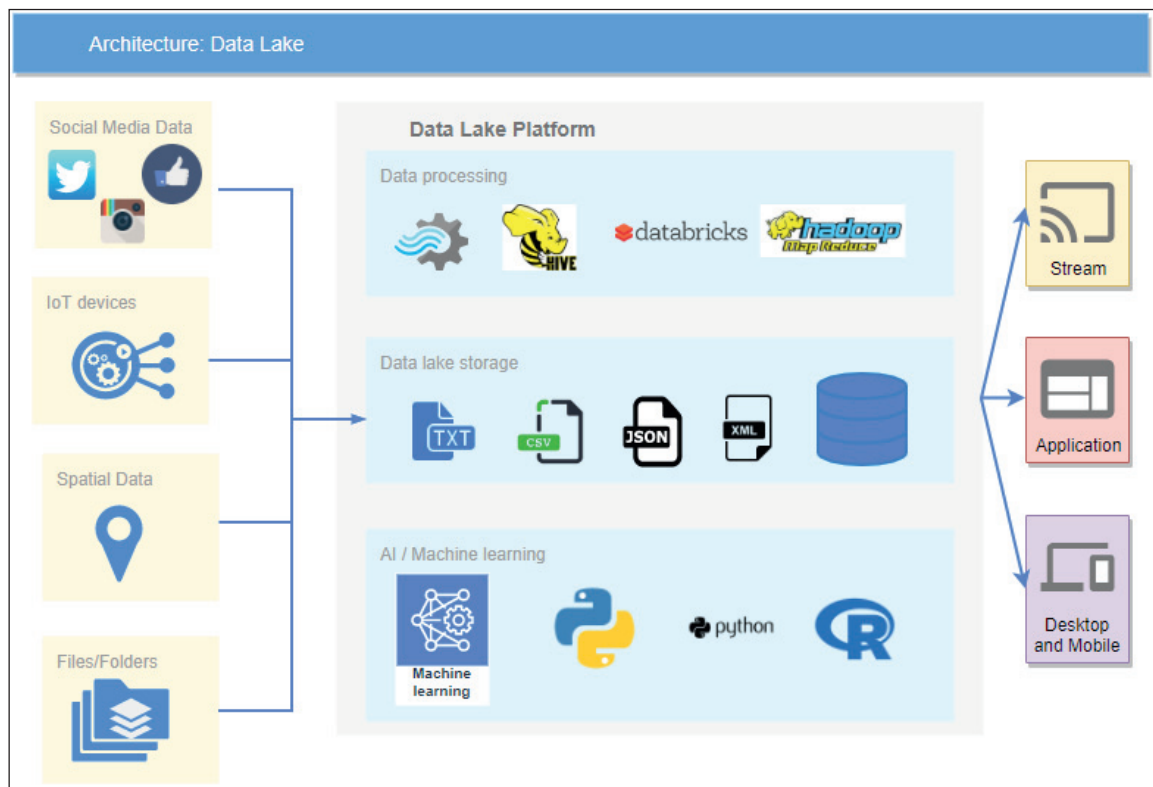 Architecture: Data Lake
Social Media Data
IoT devices
Spatial Data
Files/Folders
Data Lake Platform
Data processing
HIVE
databricks
hadoop
Map Reduce
Data lake storage
TXT
CSV
JSON
XML
AI / Machine learning
Machine
learning
python
R
Stream
Application
Desktop
and Mobile